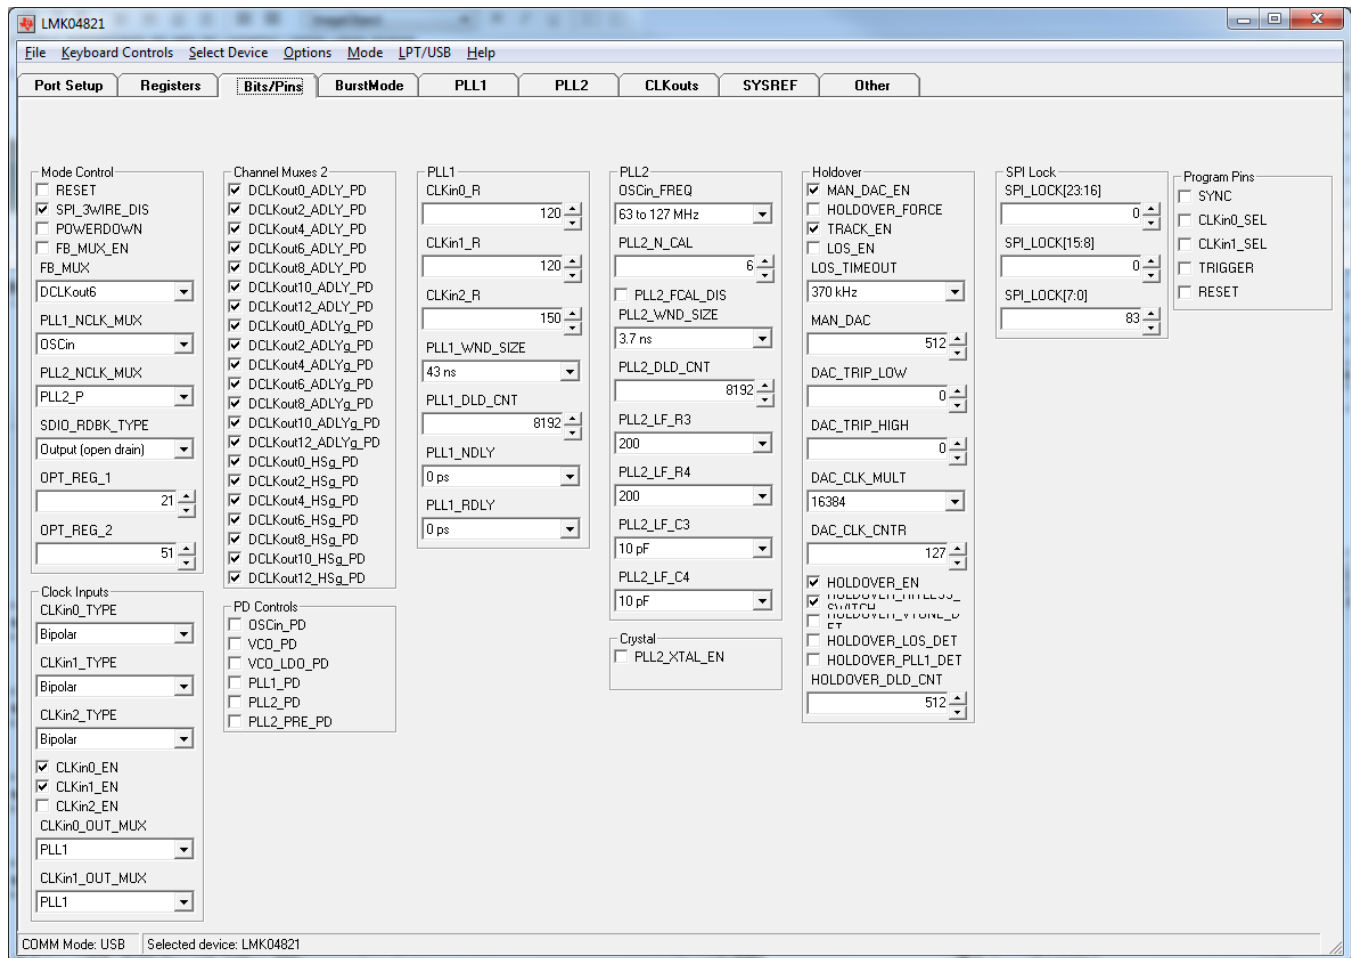 LMK04821
File Keyboard Controls Select Device Options Mode LPT/USB Help
Port Setup Registers Bits/Pins BurstMode PLL1 PLL2 CLKouts SYSREF Other
Mode Control
RESET
SPI_3WIRE_DIS
POWERDOWN
FB_MUX_EN
FB_MUX
DCLKout6
PLL1_NCLK_MUX
OSCin
PLL2_NCLK_MUX
PLL2_P
SDIO_RDBK_TYPE
Output (open drain)
OPT_REG_1
21
OPT_REG_2
51
Clock Inputs
CLKin0_TYPE
Bipolar
CLKin1_TYPE
Bipolar
CLKin2_TYPE
Bipolar
CLKin0_EN
CLKin1_EN
CLKin2_EN
CLKin0_OUT_MUX
PLL1
CLKin1_OUT_MUX
PLL1
Channel Muxes 2
DCLKout0_ADLY_PD
DCLKout2_ADLY_PD
DCLKout4_ADLY_PD
DCLKout6_ADLY_PD
DCLKout8_ADLY_PD
DCLKout10_ADLY_PD
DCLKout12_ADLY_PD
DCLKout0_ADLYg_PD
DCLKout2_ADLYg_PD
DCLKout4_ADLYg_PD
DCLKout6_ADLYg_PD
DCLKout8_ADLYg_PD
DCLKout10_ADLYg_PD
DCLKout12_ADLYg_PD
DCLKout0_HSg_PD
DCLKout2_HSg_PD
DCLKout4_HSg_PD
DCLKout6_HSg_PD
DCLKout8_HSg_PD
DCLKout10_HSg_PD
DCLKout12_HSg_PD
PD Controls
OSCin_PD
VCO_PD
VCO_LDO_PD
PLL1_PD
PLL2_PD
PLL2_PRE_PD
PLL1
CLKin0_R
120
CLKin1_R
120
CLKin2_R
150
PLL1_WND_SIZE
43 ns
PLL1_DLD_CNT
8192
PLL1_NDLY
0 ps
PLL1_RDLY
0 ps
PLL2
OSCin_FREQ
63 to 127 MHz
PLL2_N_CAL
6
PLL2_FCAL_DIS
PLL2_WND_SIZE
3.7 ns
PLL2_DLD_CNT
8192
PLL2_LF_R3
200
PLL2_LF_R4
200
PLL2_LF_C3
10 pF
PLL2_LF_C4
10 pF
Crystal
PLL2_XTAL_EN
Holdover
MAN_DAC_EN
HOLDOVER_FORCE
TRACK_EN
LOS_EN
LOS_TIMEOUT
370 kHz
MAN_DAC
512
DAC_TRIP_LOW
0
DAC_TRIP_HIGH
0
DAC_CLK_MULT
16384
DAC_CLK_CNTR
127
HOLDOVER_EN
HOLDOVER_LOS_DET
HOLDOVER_PLL1_DET
HOLDOVER_DLD_CNT
512
SPI Lock
SPI_LOCK[23:16]
0
SPI_LOCK[15:8]
0
SPI_LOCK[7:0]
83
Program Pins
SYNC
CLKin0_SEL
CLKin1_SEL
TRIGGER
RESET
COMM Mode: USB Selected device: LMK04821